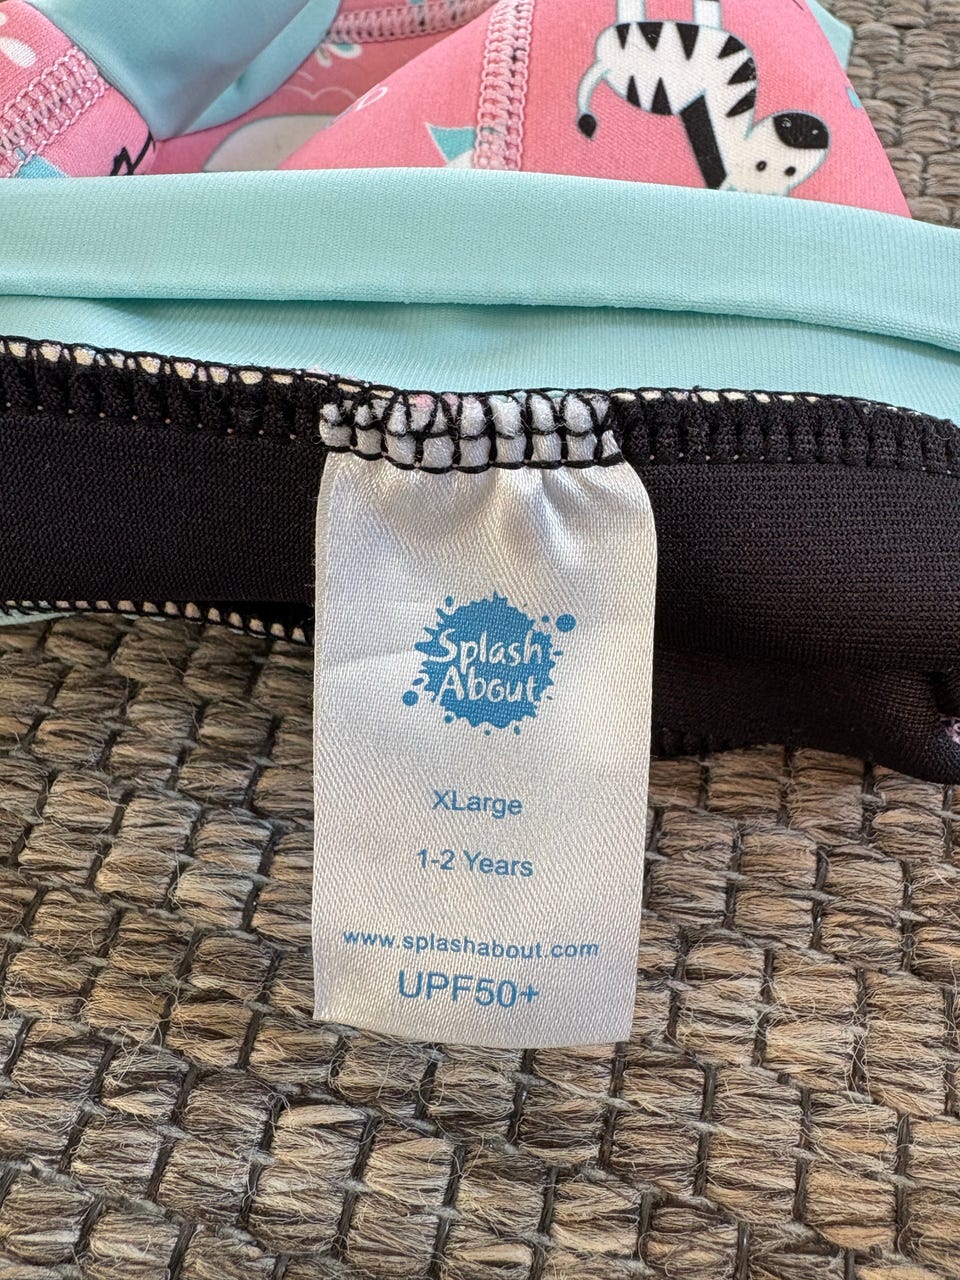 Splash
About
XLarge
1-2 Years
www.splashabout.com
UPF50+